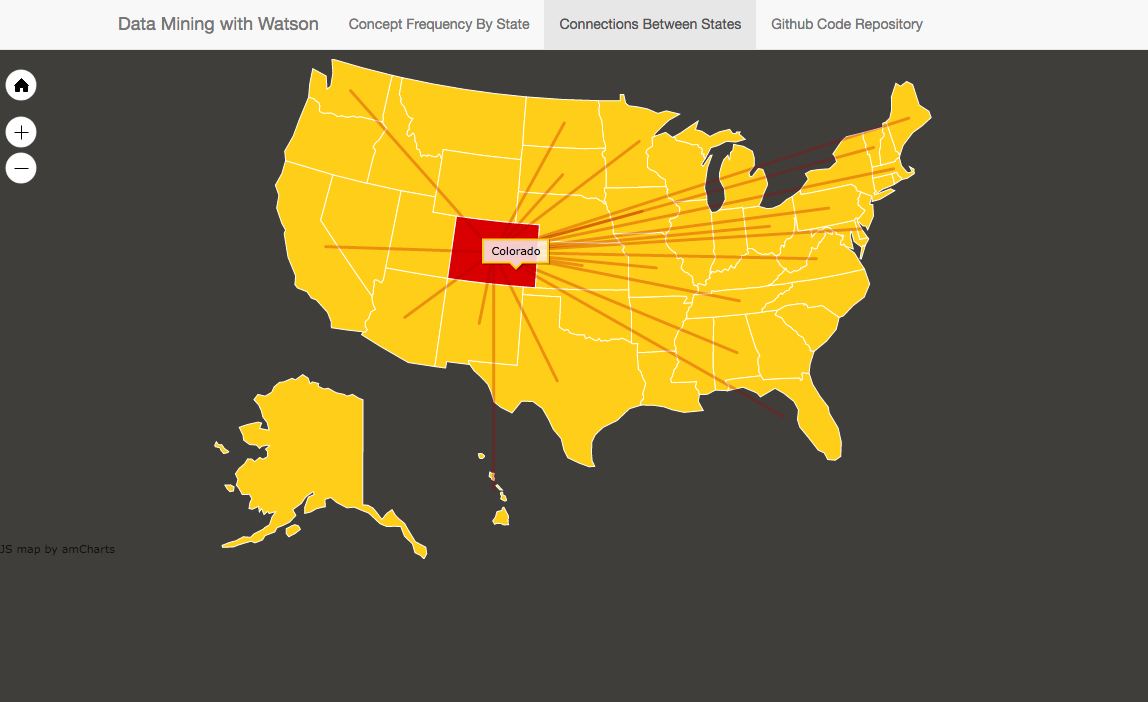 Data Mining with Watson Concept Frequency By State Connections Between States Github Code Repository
Colorado
JS map by amCharts